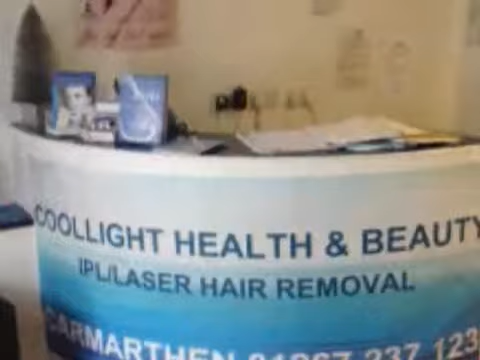 COOLLIGHT HEALTH & BEAUTY
IPL/LASER HAIR REMOVAL
CARMARTHEN 01267 237 123